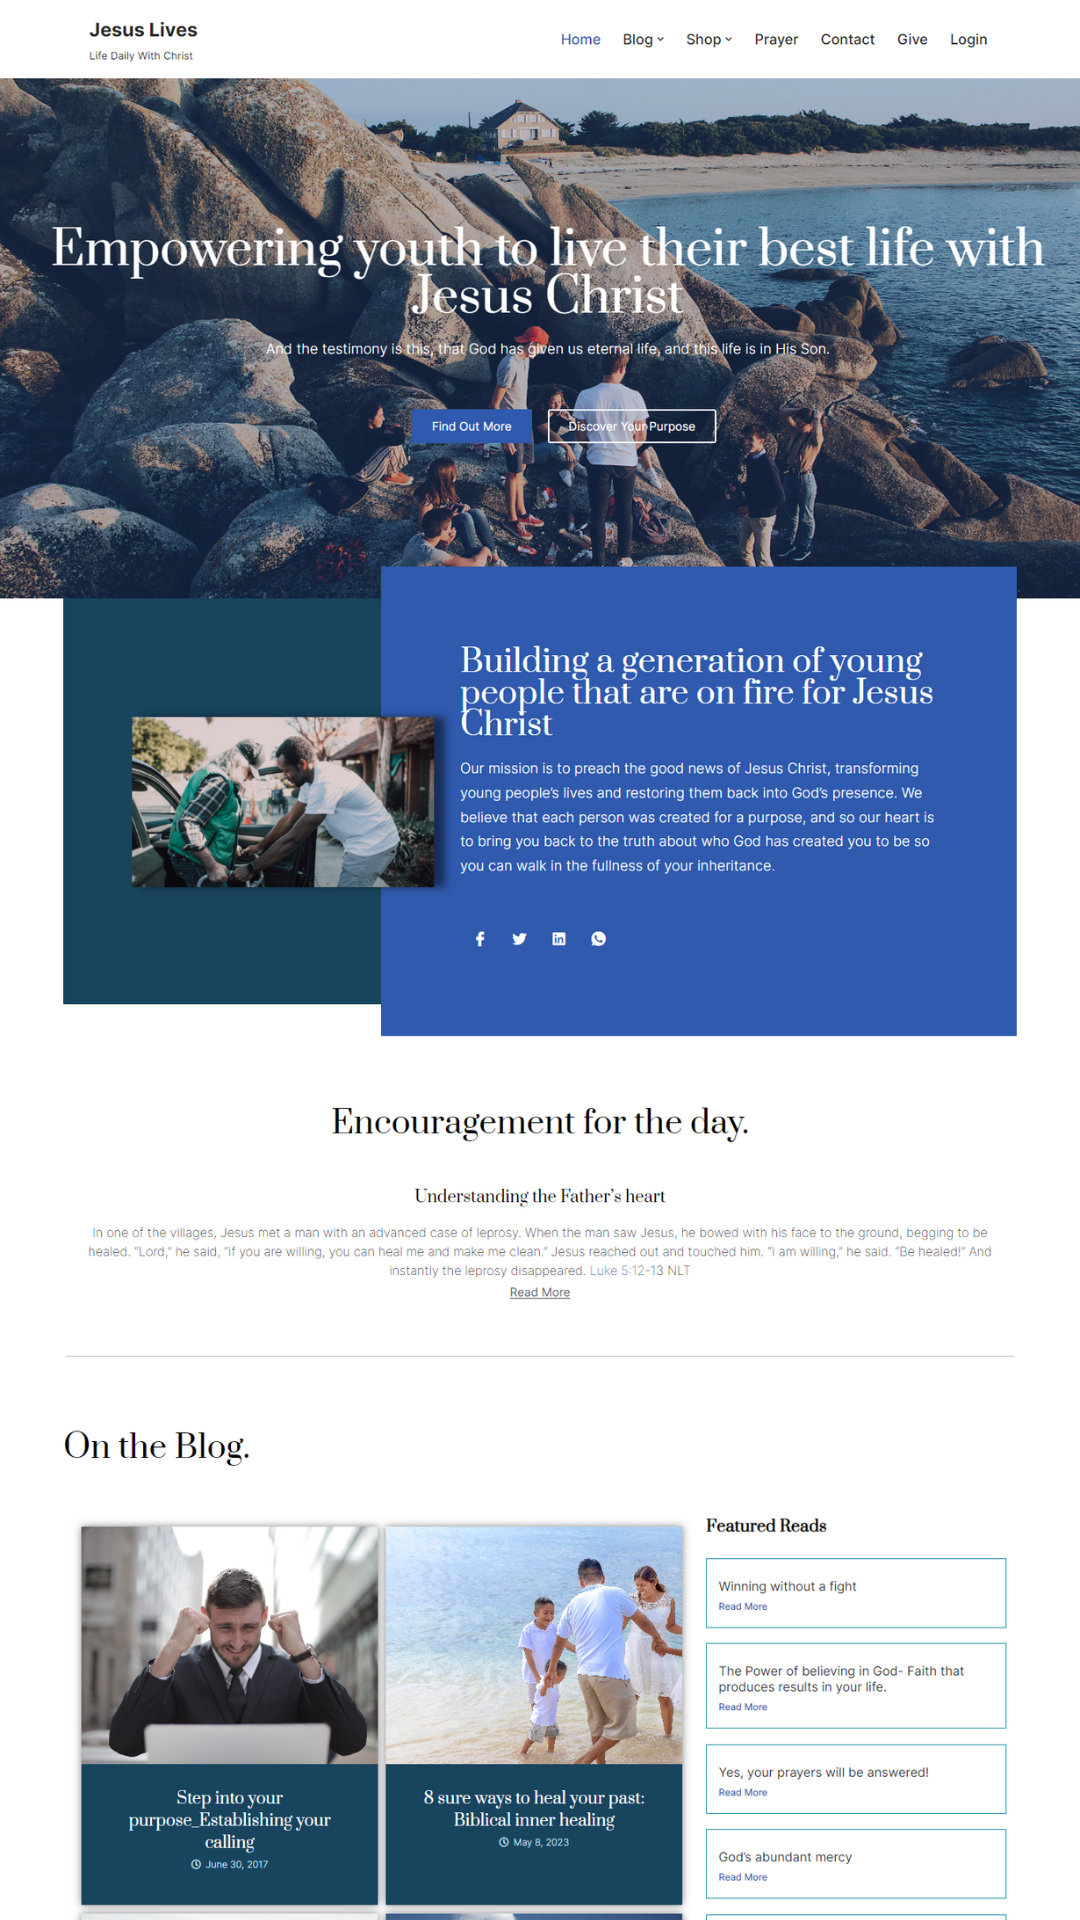 Jesus Lives
Life Daily With Christ
Home Blog Shop Prayer Contact Give Login
Empowering youth to live their best life with
Jesus Christ
And the testimony is this, that God has given us eternal life, and this life is in His Son.
Find Out More
Discover Your Purpose
Building a generation of young
people that are on fire for Jesus
Christ
Our mission is to preach the good news of Jesus Christ, transforming
young people's lives and restoring them back into God's presence. We
believe that each person was created for a purpose, and so our heart is
to bring you back to the truth about who God has created you to be so
you can walk in the fullness of your inheritance.
Encouragement for the day.
Understanding the Father's heart
In one of the villages, Jesus met a man with an advanced case of leprosy. When the man saw Jesus, he bowed with his face to the ground, begging to be
healed. "Lord," he said, "if you are willing, you can heal me and make me clean." Jesus reached out and touched him. "I am willing," he said. "Be healed!" And
instantly the leprosy disappeared. Luke 5:12-13 NLT
Read More
On the Blog.
Step into your
purpose_Establishing your
calling
June 30, 2017
8 sure ways to heal your past:
Biblical inner healing
May 8, 2023
Featured Reads
Winning without a fight
Read More
The Power of believing in God- Faith that
produces results in your life.
Read More
Yes, your prayers will be answered!
Read More
God's abundant mercy
Read More